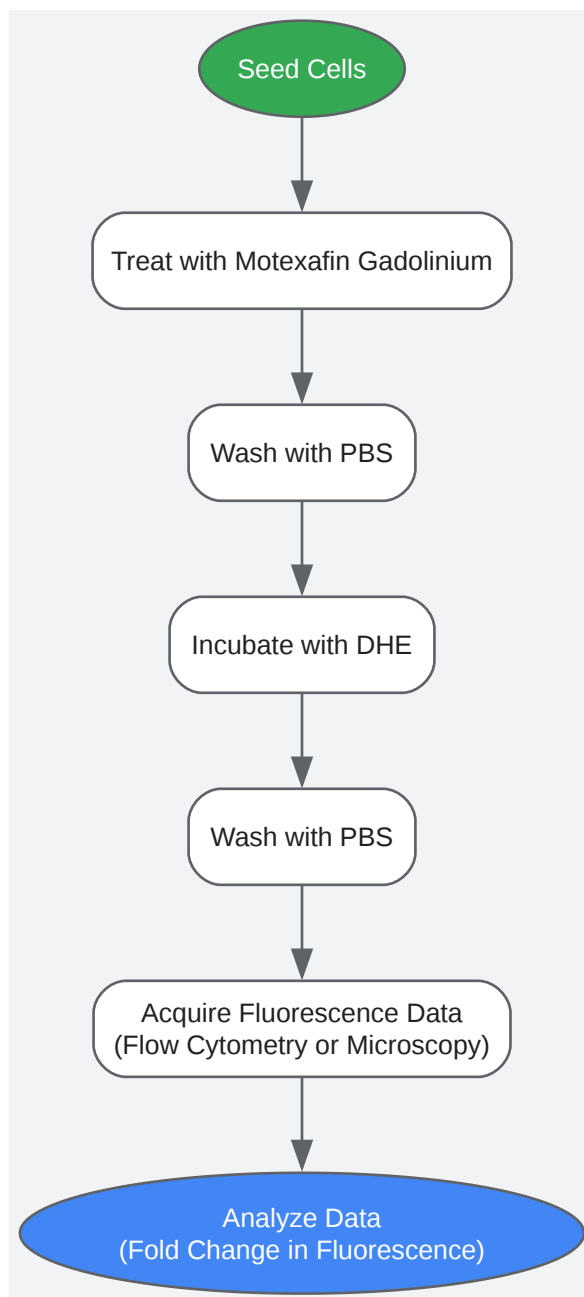 Seed Cells
Treat with Motexafin Gadolinium
Wash with PBS
Incubate with DHE
Wash with PBS
Acquire Fluorescence Data
(Flow Cytometry or Microscopy)
Analyze Data
(Fold Change in Fluorescence)